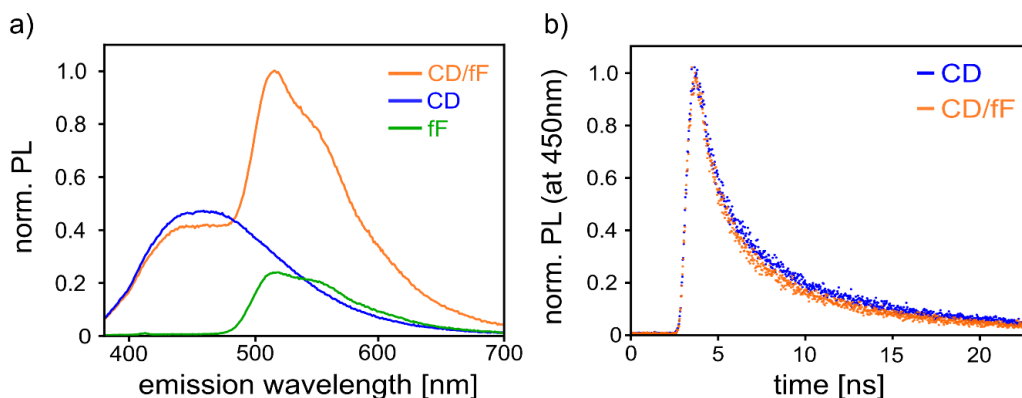 a)
norm. PL
1.0
0.8
0.6
0.4
0.2
0
CD/fF
CD
fF
400
500
600
700
emission wavelength [nm]
b)
norm. PL (at 450nm)
1.0
0.8
0.6
0.4
0.2
0
CD
CD/fF
0
5
10
15
20
time [ns]